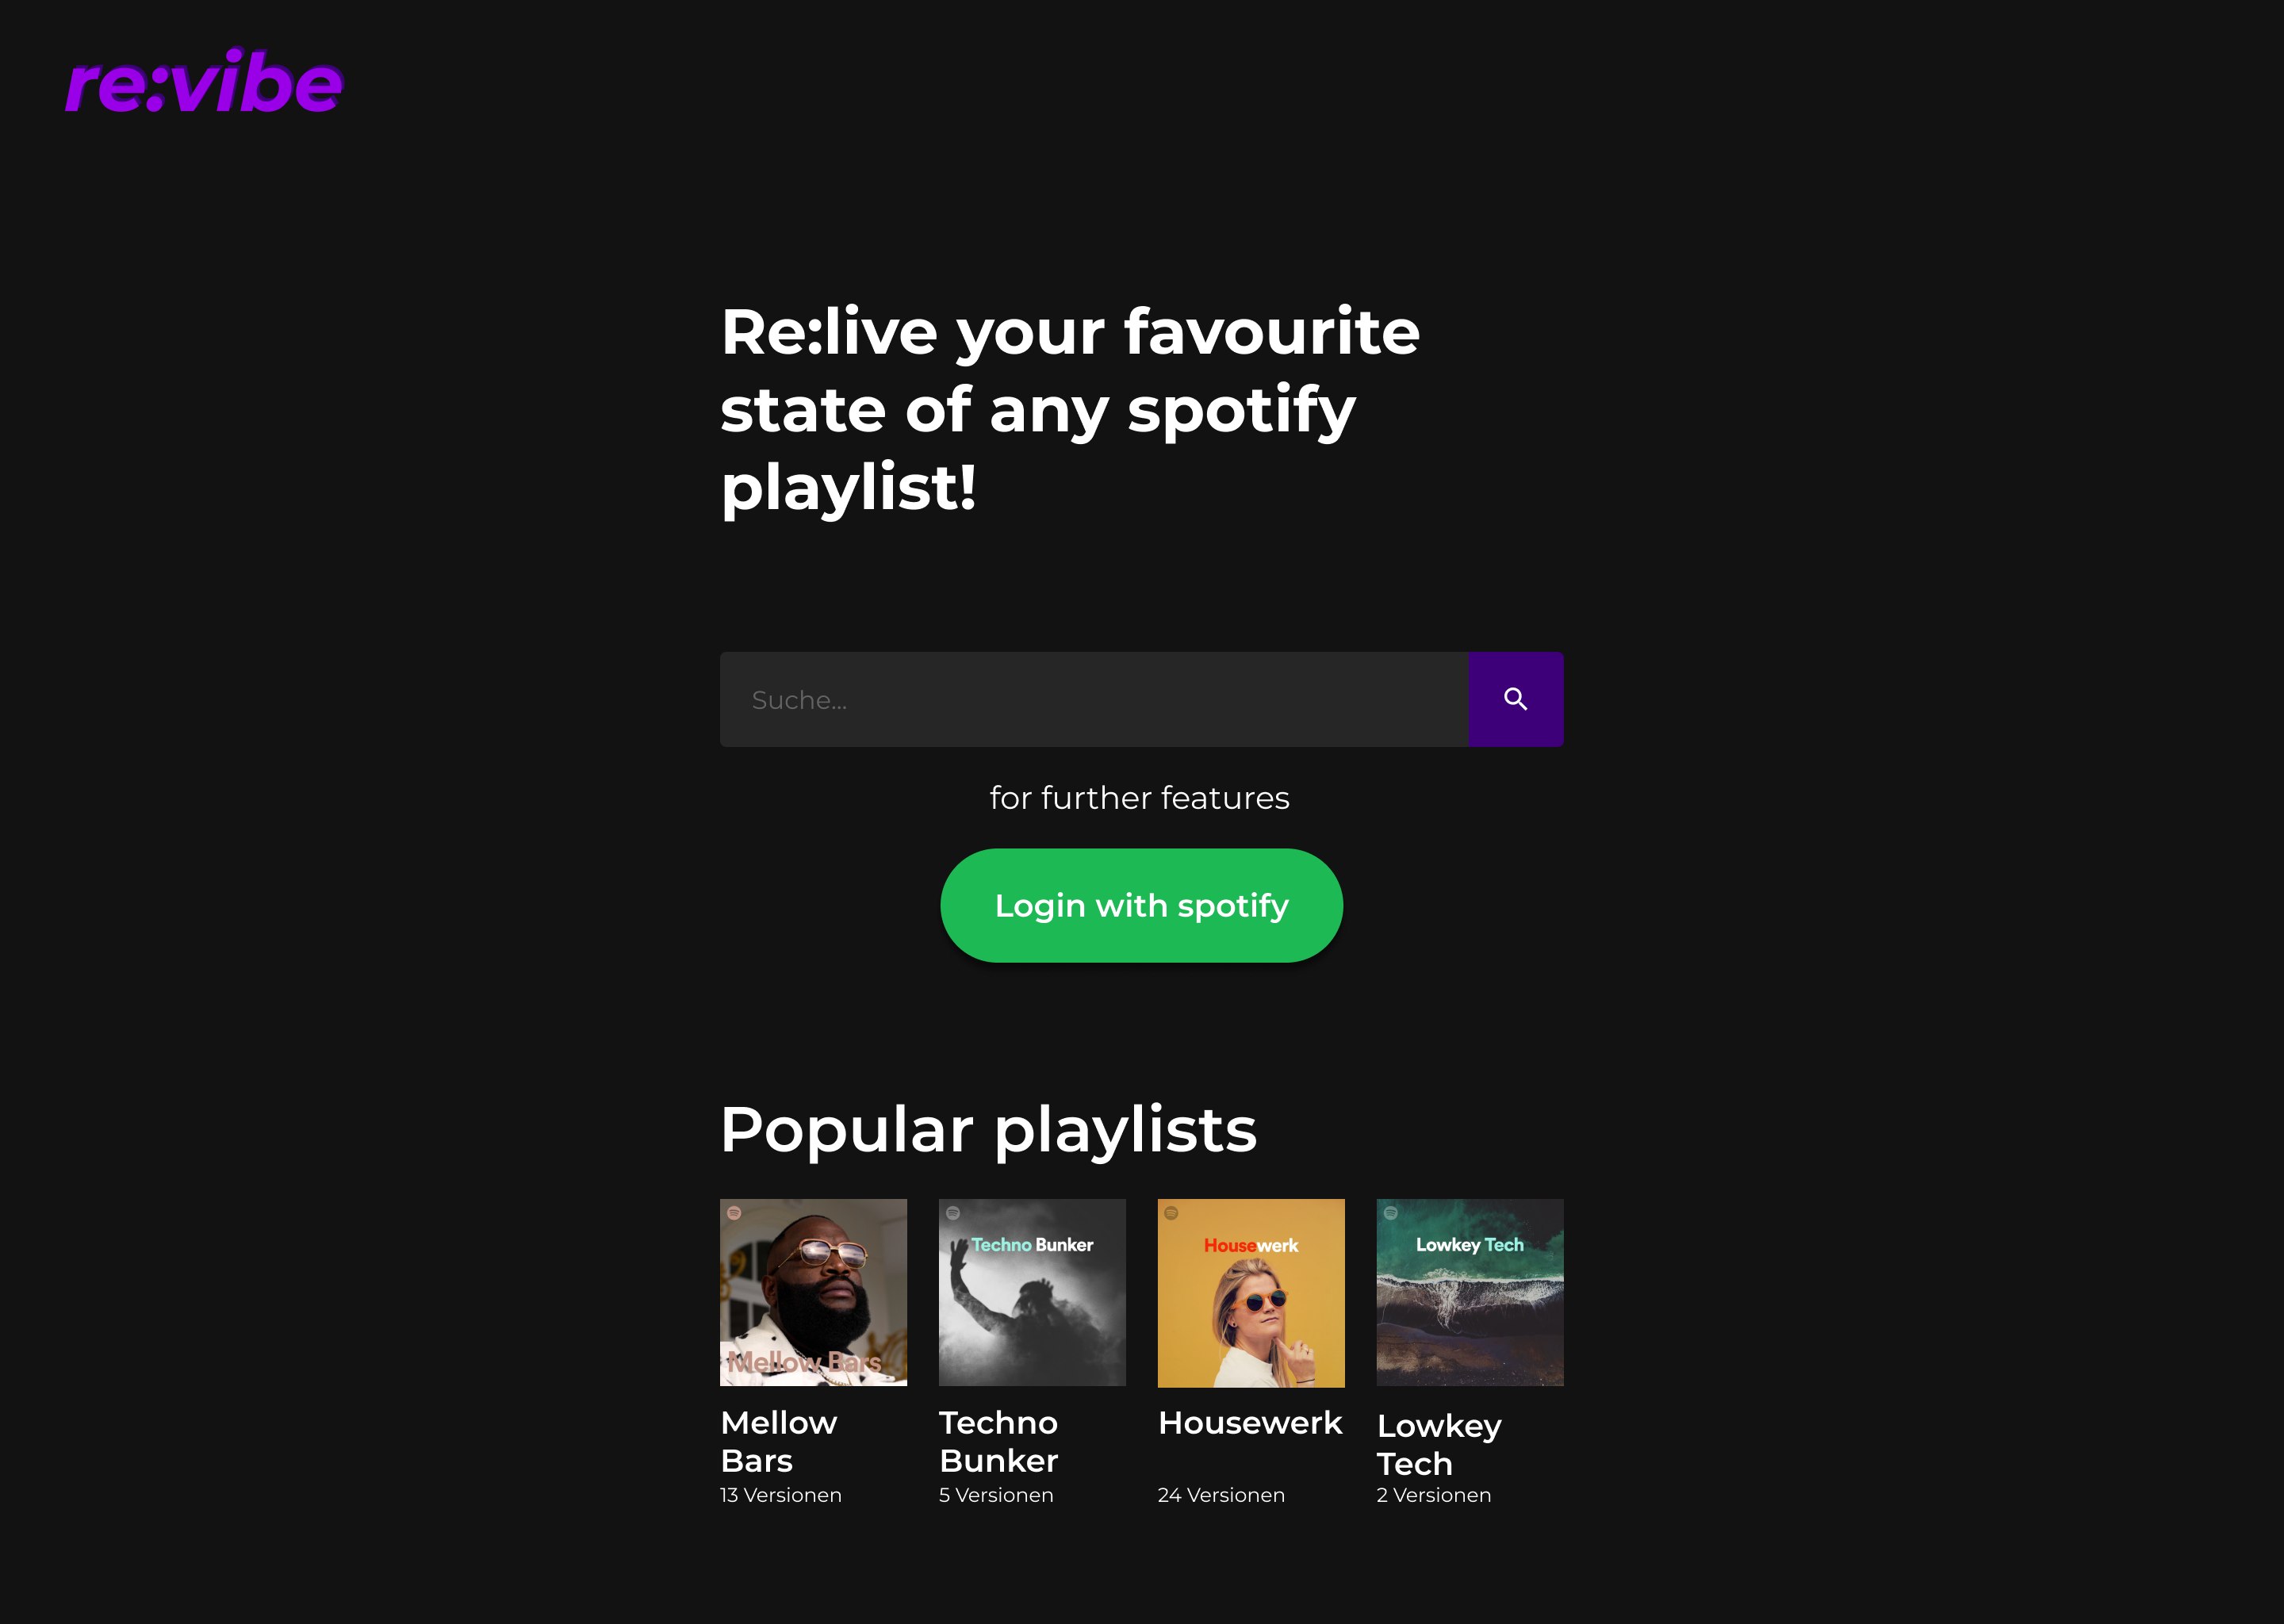 re:vibe
Re:live your favourite
state of any spotify
playlist!
Suche...
for further features
Login with spotify
Popular playlists
Mellow Bars
Techno Bunker
Housewerk
Lowkey Tech
Mellow
Bars
13 Versionen
Techno
Bunker
5 Versionen
Housewerk
24 Versionen
Lowkey
Tech
2 Versionen